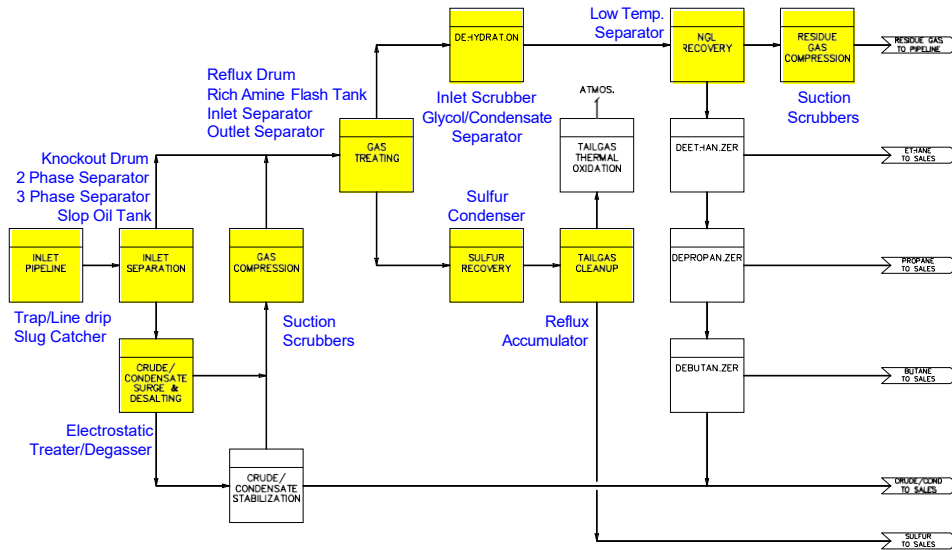 Low Temp.
Separator
DEHYDRATION
NGL
RECOVERY
RESIDUE
GAS
COMPRESSION
RESIDUE GAS
TO PIPELINE
Reflux Drum
Rich Amine Flash Tank
Inlet Separator
Outlet Separator
Inlet Scrubber
Glycol/Condensate
Separator
ATMOS.
Suction
Scrubbers
GAS
TREATING
TAILGAS
THERMAL
OXIDATION
DEETHANIZER
ETHANE
TO SALES
Knockout Drum
2 Phase Separator
3 Phase Separator
Slop Oil Tank
Sulfur
Condenser
INLET
PIPELINE
INLET
SEPARATION
GAS
COMPRESSION
SULFUR
RECOVERY
TAILGAS
CLEANUP
DEPROPANIZER
PROPANE
TO SALES
Trap/Line drip
Slug Catcher
Suction
Scrubbers
Reflux
Accumulator
CRUDE/
CONDENSATE
SURGE &
DESALTING
DEBUTANIZER
BUTANE
TO SALES
Electrostatic
Treater/Degasser
CRUDE/
CONDENSATE
STABILIZATION
CRUDE/COND
TO SALES
SULFUR
TO SALES